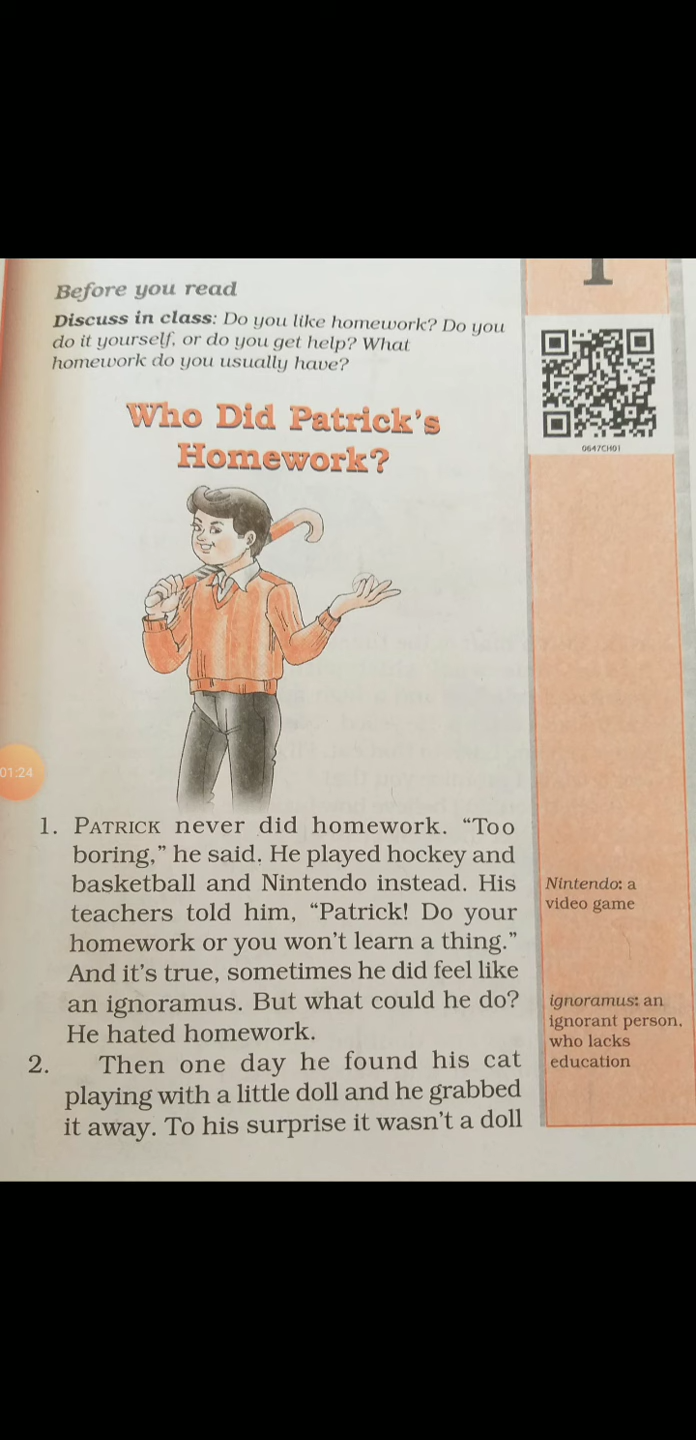 1
Before you read
Discuss in class: Do you like homework? Do you
do it yourself, or do you get help? What
homework do you usually have?
0647CH01
Who Did Patrick's
Homework?
01:24
1. PATRICK never did homework. “Too
boring,” he said. He played hockey and
basketball and Nintendo instead. His
teachers told him, “Patrick! Do your
homework or you won't learn a thing.”
And it's true, sometimes he did feel like
an ignoramus. But what could he do?
He hated homework.
Nintendo: a
video game
ignoramus: an
ignorant person,
who lacks
education
2. Then one day he found his cat
playing with a little doll and he grabbed
it away. To his surprise it wasn't a doll